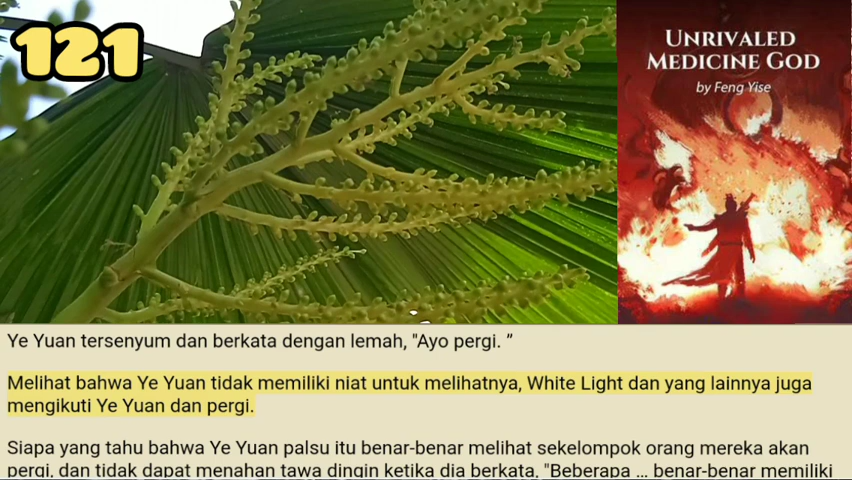 121
UNRIVALED
MEDICINE GOD
by Feng Yise
Ye Yuan tersenyum dan berkata dengan lemah, "Ayo pergi. ”
Melihat bahwa Ye Yuan tidak memiliki niat untuk melihatnya, White Light dan yang lainnya juga
mengikuti Ye Yuan dan pergi.
Siapa yang tahu bahwa Ye Yuan palsu itu benar-benar melihat sekelompok orang mereka akan
pergi, dan tidak dapat menahan tawa dingin ketika dia berkata, "Beberapa ... benar-benar memiliki